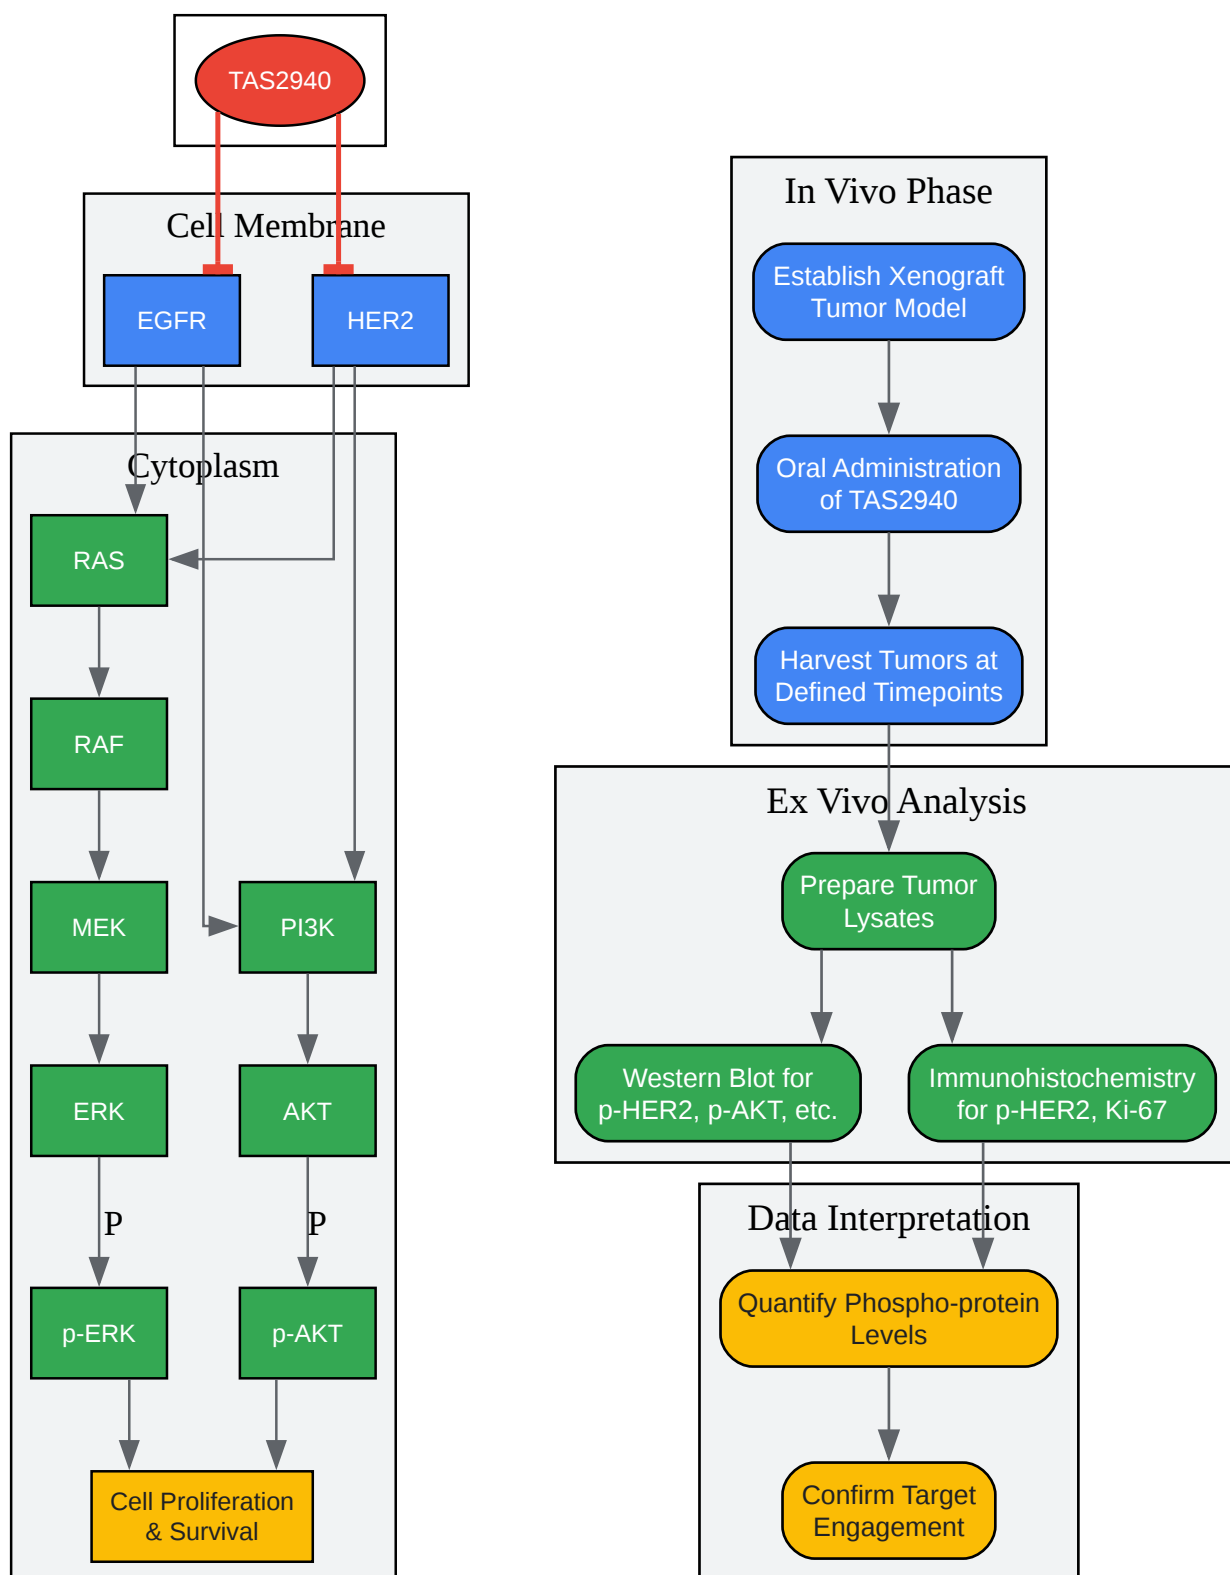 TAS2940
Cell Membrane
EGFR
HER2
Cytoplasm
RAS
RAF
MEK
PI3K
ERK
AKT
P
P
p-ERK
p-AKT
Cell Proliferation
& Survival
In Vivo Phase
Establish Xenograft
Tumor Model
Oral Administration
of TAS2940
Harvest Tumors at
Defined Timepoints
Ex Vivo Analysis
Prepare Tumor
Lysates
Western Blot for
p-HER2, p-AKT, etc.
Immunohistochemistry
for p-HER2, Ki-67
Data Interpretation
Quantify Phospho-protein
Levels
Confirm Target
Engagement